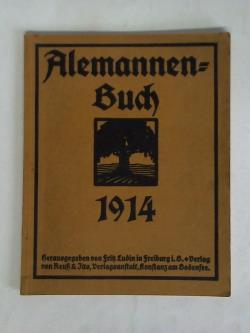 Alemannen=
Buch
1914
Herausgegeben von Fritz Ludin in Freiburg i. B. * Verlag
von Reuß & Itta, Verlagsanstalt, Konstanz am Bodensee.